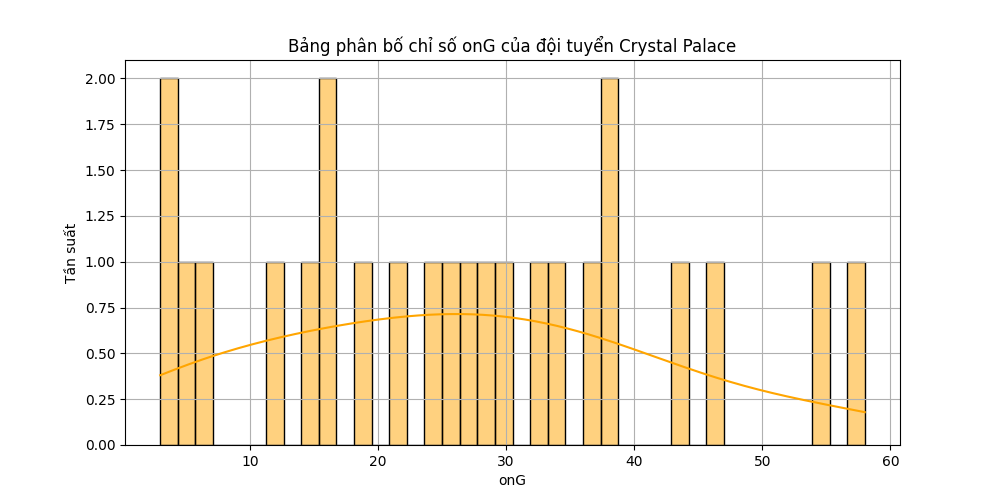 Bảng phân bố chỉ số onG của đội tuyển Crystal Palace
Tần suất
2.00
1.75
1.50
1.25
1.00
0.75
0.50
0.25
0.00
10 20 30 40 50 60
onG